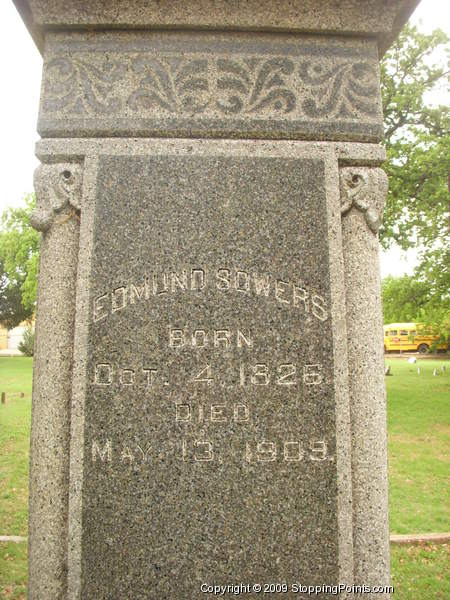 EDMUND SOWERS
BORN
OCT. 4, 1826.
DIED
MAY. 13, 1909.
Copyright © 2009 StoppingPoints.com